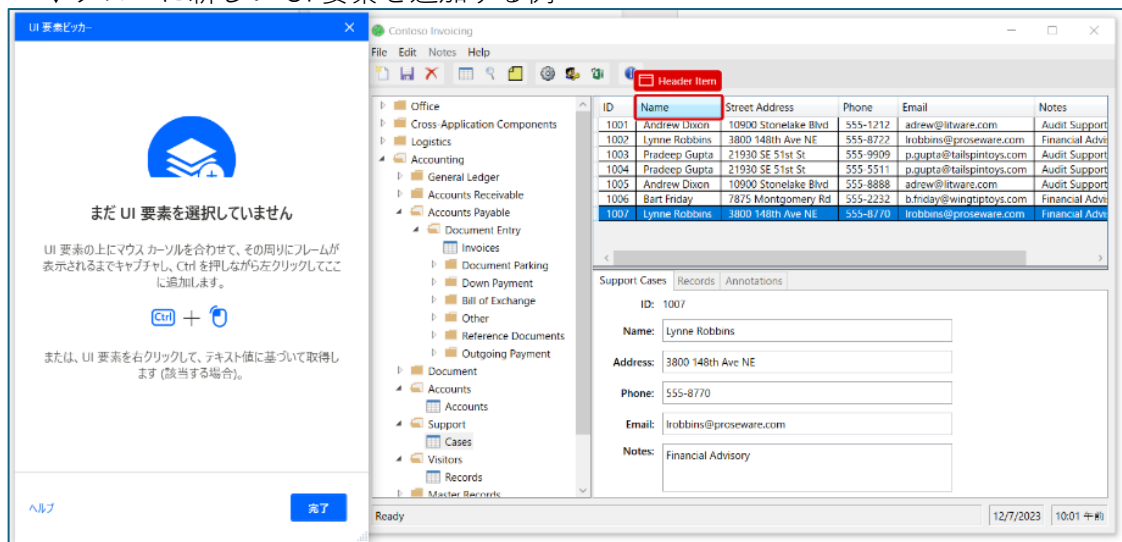 UI 要素ピッカー
まだ UI 要素を選択していません
UI 要素の上にマウス カーソルを合わせて、その周りにフレームが
表示されるまでキャプチャし、Ctrl を押しながら左クリックしてここ
に追加します。
Ctrl +
または、UI 要素を右クリックして、テキスト値に基づいて取得し
ます (該当する場合)。
ヘルプ
完了
Contoso Invoicing
File Edit Notes Help
Header Item
Office
Cross-Application Components
Logistics
Accounting
General Ledger
Accounts Receivable
Accounts Payable
Document Entry
Invoices
Document Parking
Down Payment
Bill of Exchange
Other
Reference Documents
Outgoing Payment
Document
Accounts
Accounts
Support
Cases
Visitors
Records
Master Records
ID Name Street Address Phone Email Notes
1001 Andrew Dixon 10900 Stonelake Blvd 555-1212 adrew@litware.com Audit Support
1002 Lynne Robbins 3800 148th Ave NE 555-8722 lrobbins@proseware.com Financial Advis
1003 Pradeep Gupta 21930 SE 51st St 555-9909 p.gupta@tailspintoys.com Audit Support
1004 Pradeep Gupta 21930 SE 51st St 555-5511 p.gupta@tailspintoys.com Audit Support
1005 Andrew Dixon 10900 Stonelake Blvd 555-8888 adrew@litware.com Audit Support
1006 Bart Friday 7875 Montgomery Rd 555-2232 b.friday@wingtiptoys.com Financial Advis
1007 Lynne Robbins 3800 148th Ave NE 555-8770 lrobbins@proseware.com Financial Advis
Support Cases Records Annotations
ID: 1007
Name: Lynne Robbins
Address: 3800 148th Ave NE
Phone: 555-8770
Email: lrobbins@proseware.com
Notes: Financial Advisory
Ready
12/7/2023 10:01 午前